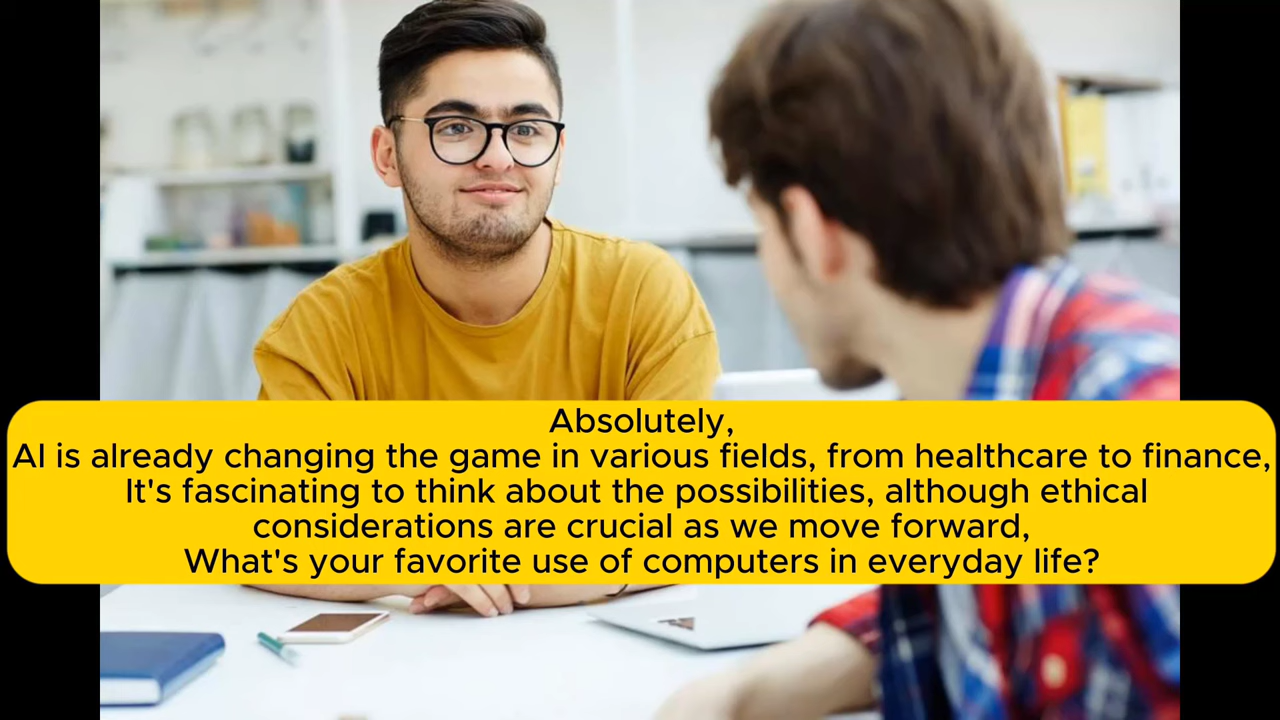 Absolutely,
AI is already changing the game in various fields, from healthcare to finance,
It's fascinating to think about the possibilities, although ethical
considerations are crucial as we move forward,
What's your favorite use of computers in everyday life?